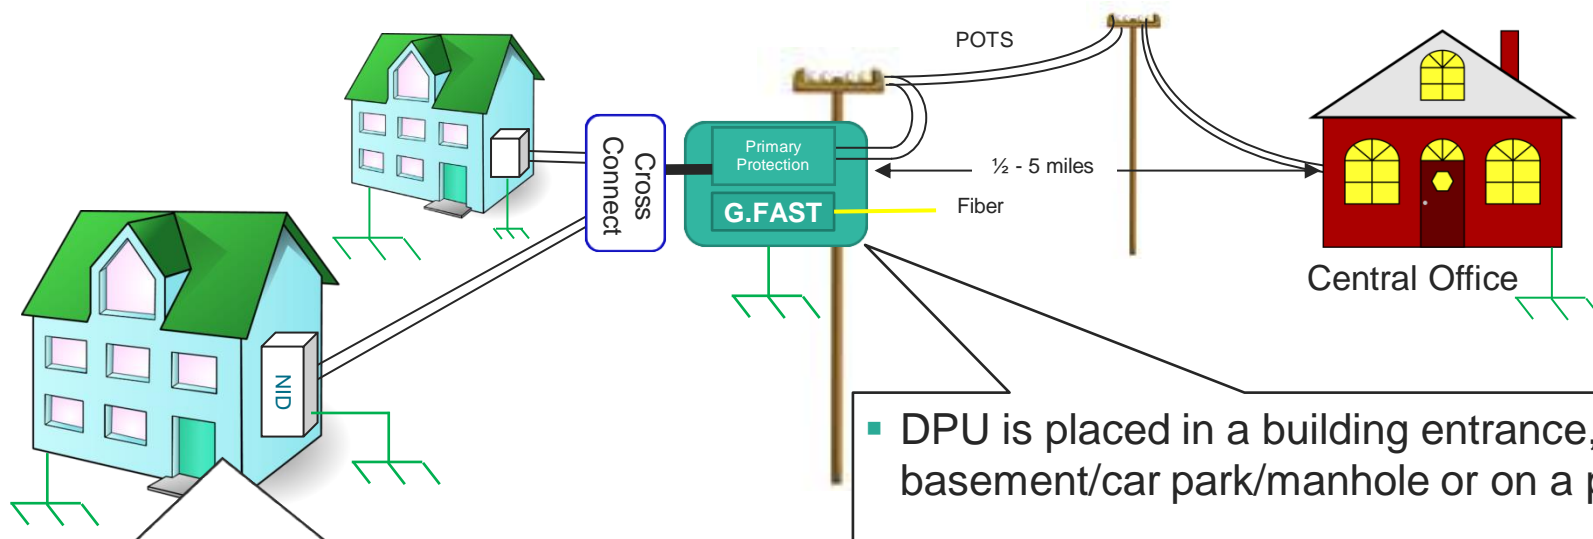 POTS
Cross
Connect
Primary
Protection
½ - 5 miles
G.FAST
Fiber
Central Office
NID
▪ DPU is placed in a building entrance,
basement/car park/manhole or on a p